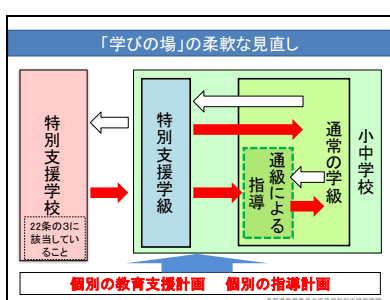 「学びの場」の柔軟な見直し
特別支援学校
22条の3に
該当してい
ること
特別支援学級
通級による
指導
通常の学級
小中学校
個別の教育支援計画　個別の指導計画